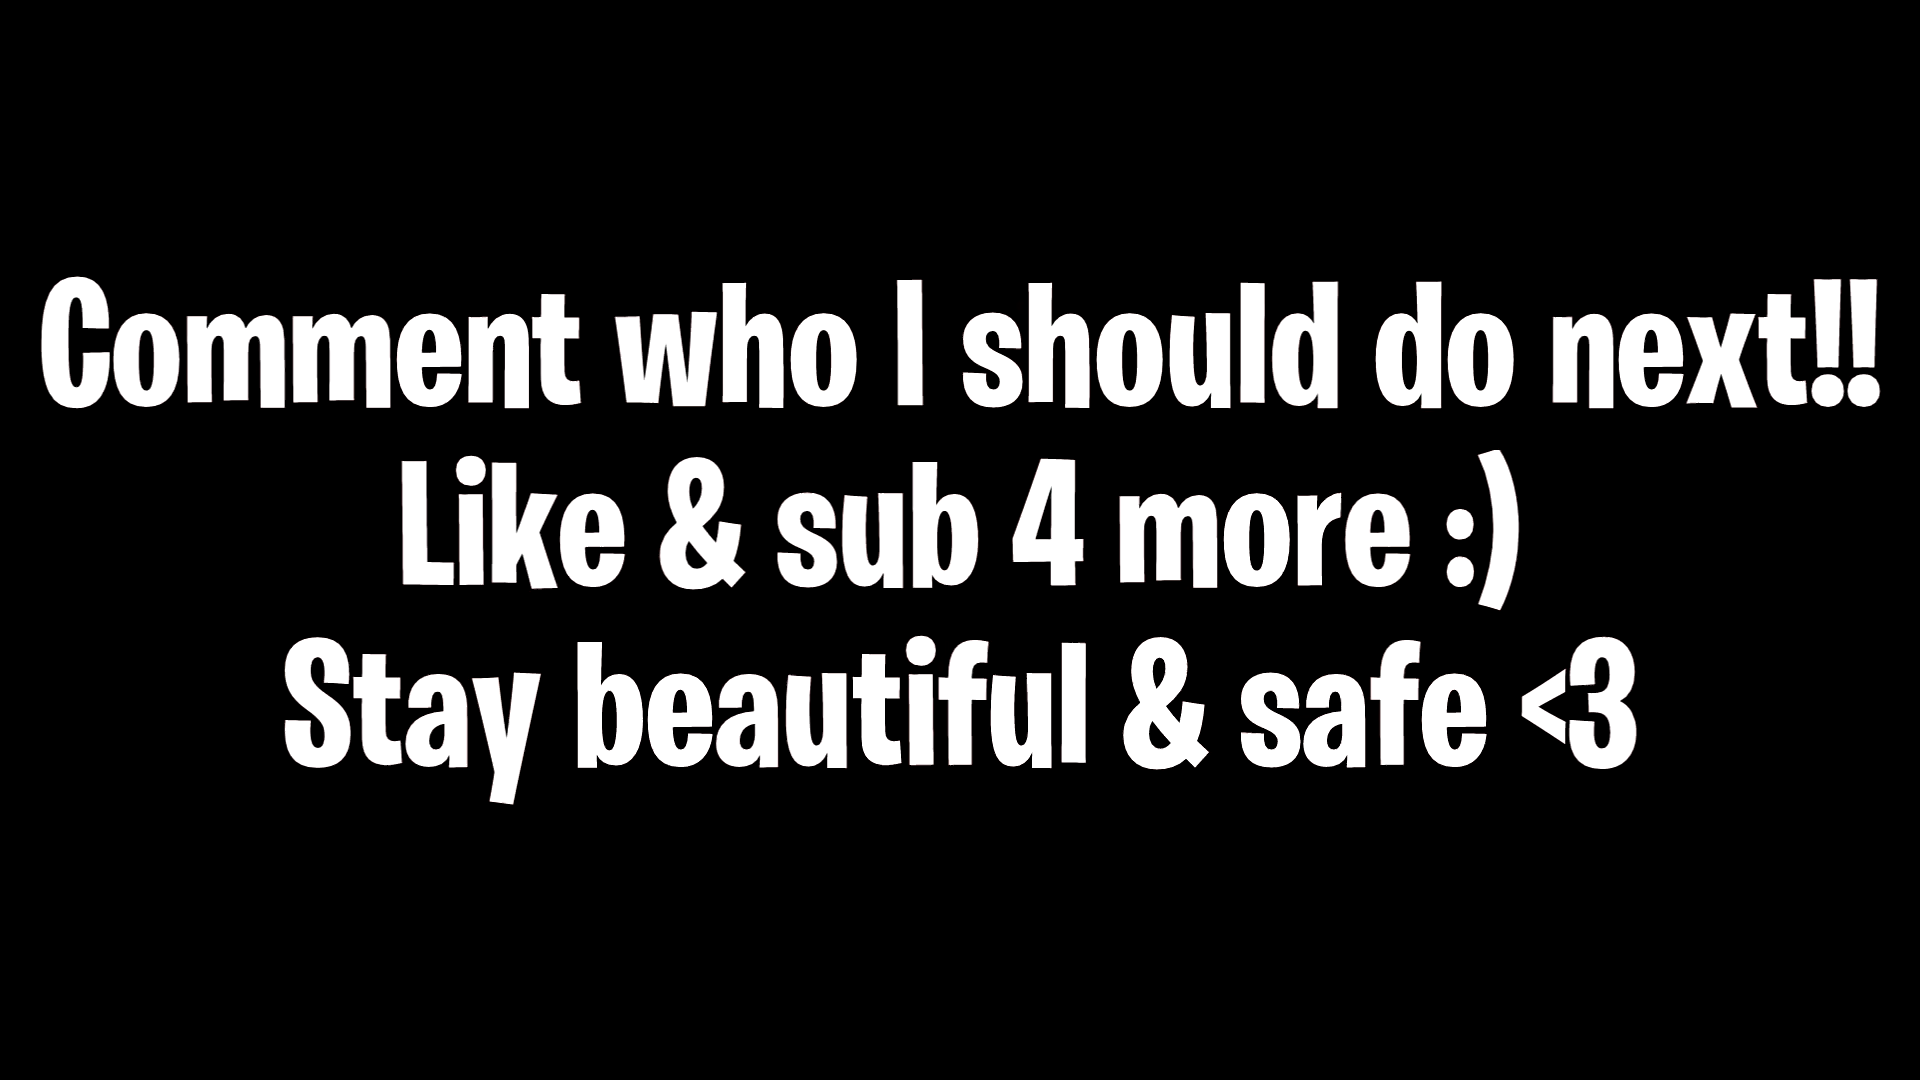 Comment who I should do next!!
Like & sub 4 more :)
Stay beautiful & safe <3